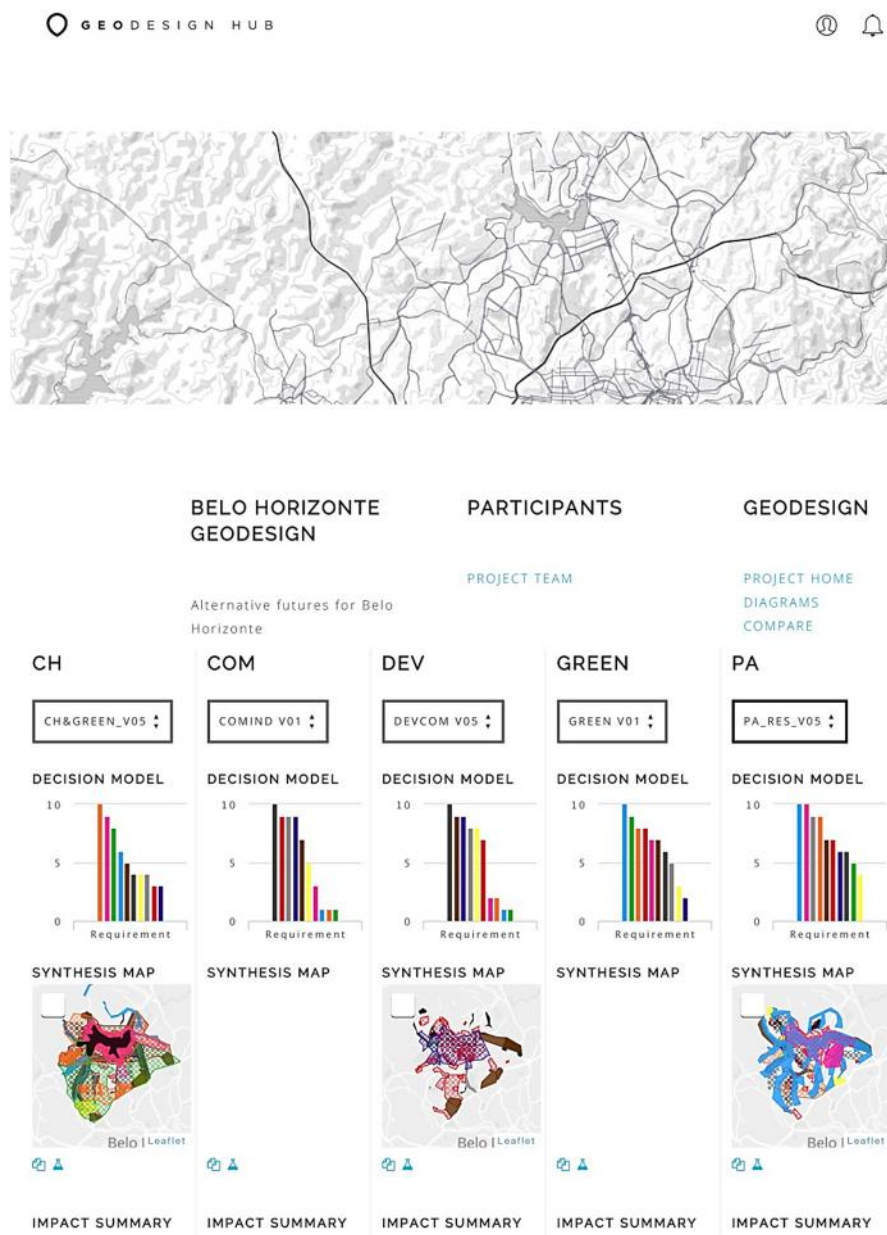 GEODESIGN HUB
BELO HORIZONTE
GEODESIGN
PARTICIPANTS
GEODESIGN
PROJECT TEAM
PROJECT HOME
Alternative futures for Belo
Horizonte
DIAGRAMS
COMPARE
CH COM DEV GREEN PA
CH&GREEN_V05 COMIND V01 DEVCOM V05 GREEN V01 PA_RES_V05
DECISION MODEL DECISION MODEL DECISION MODEL DECISION MODEL DECISION MODEL
10 10 10 10 10
5 5 5 5 5
0 0 0 0 0
Requirement Requirement Requirement Requirement Requirement
SYNTHESIS MAP SYNTHESIS MAP SYNTHESIS MAP SYNTHESIS MAP SYNTHESIS MAP
Belo Leaflet Belo Leaflet Belo Leaflet
IMPACT SUMMARY IMPACT SUMMARY IMPACT SUMMARY IMPACT SUMMARY IMPACT SUMMARY